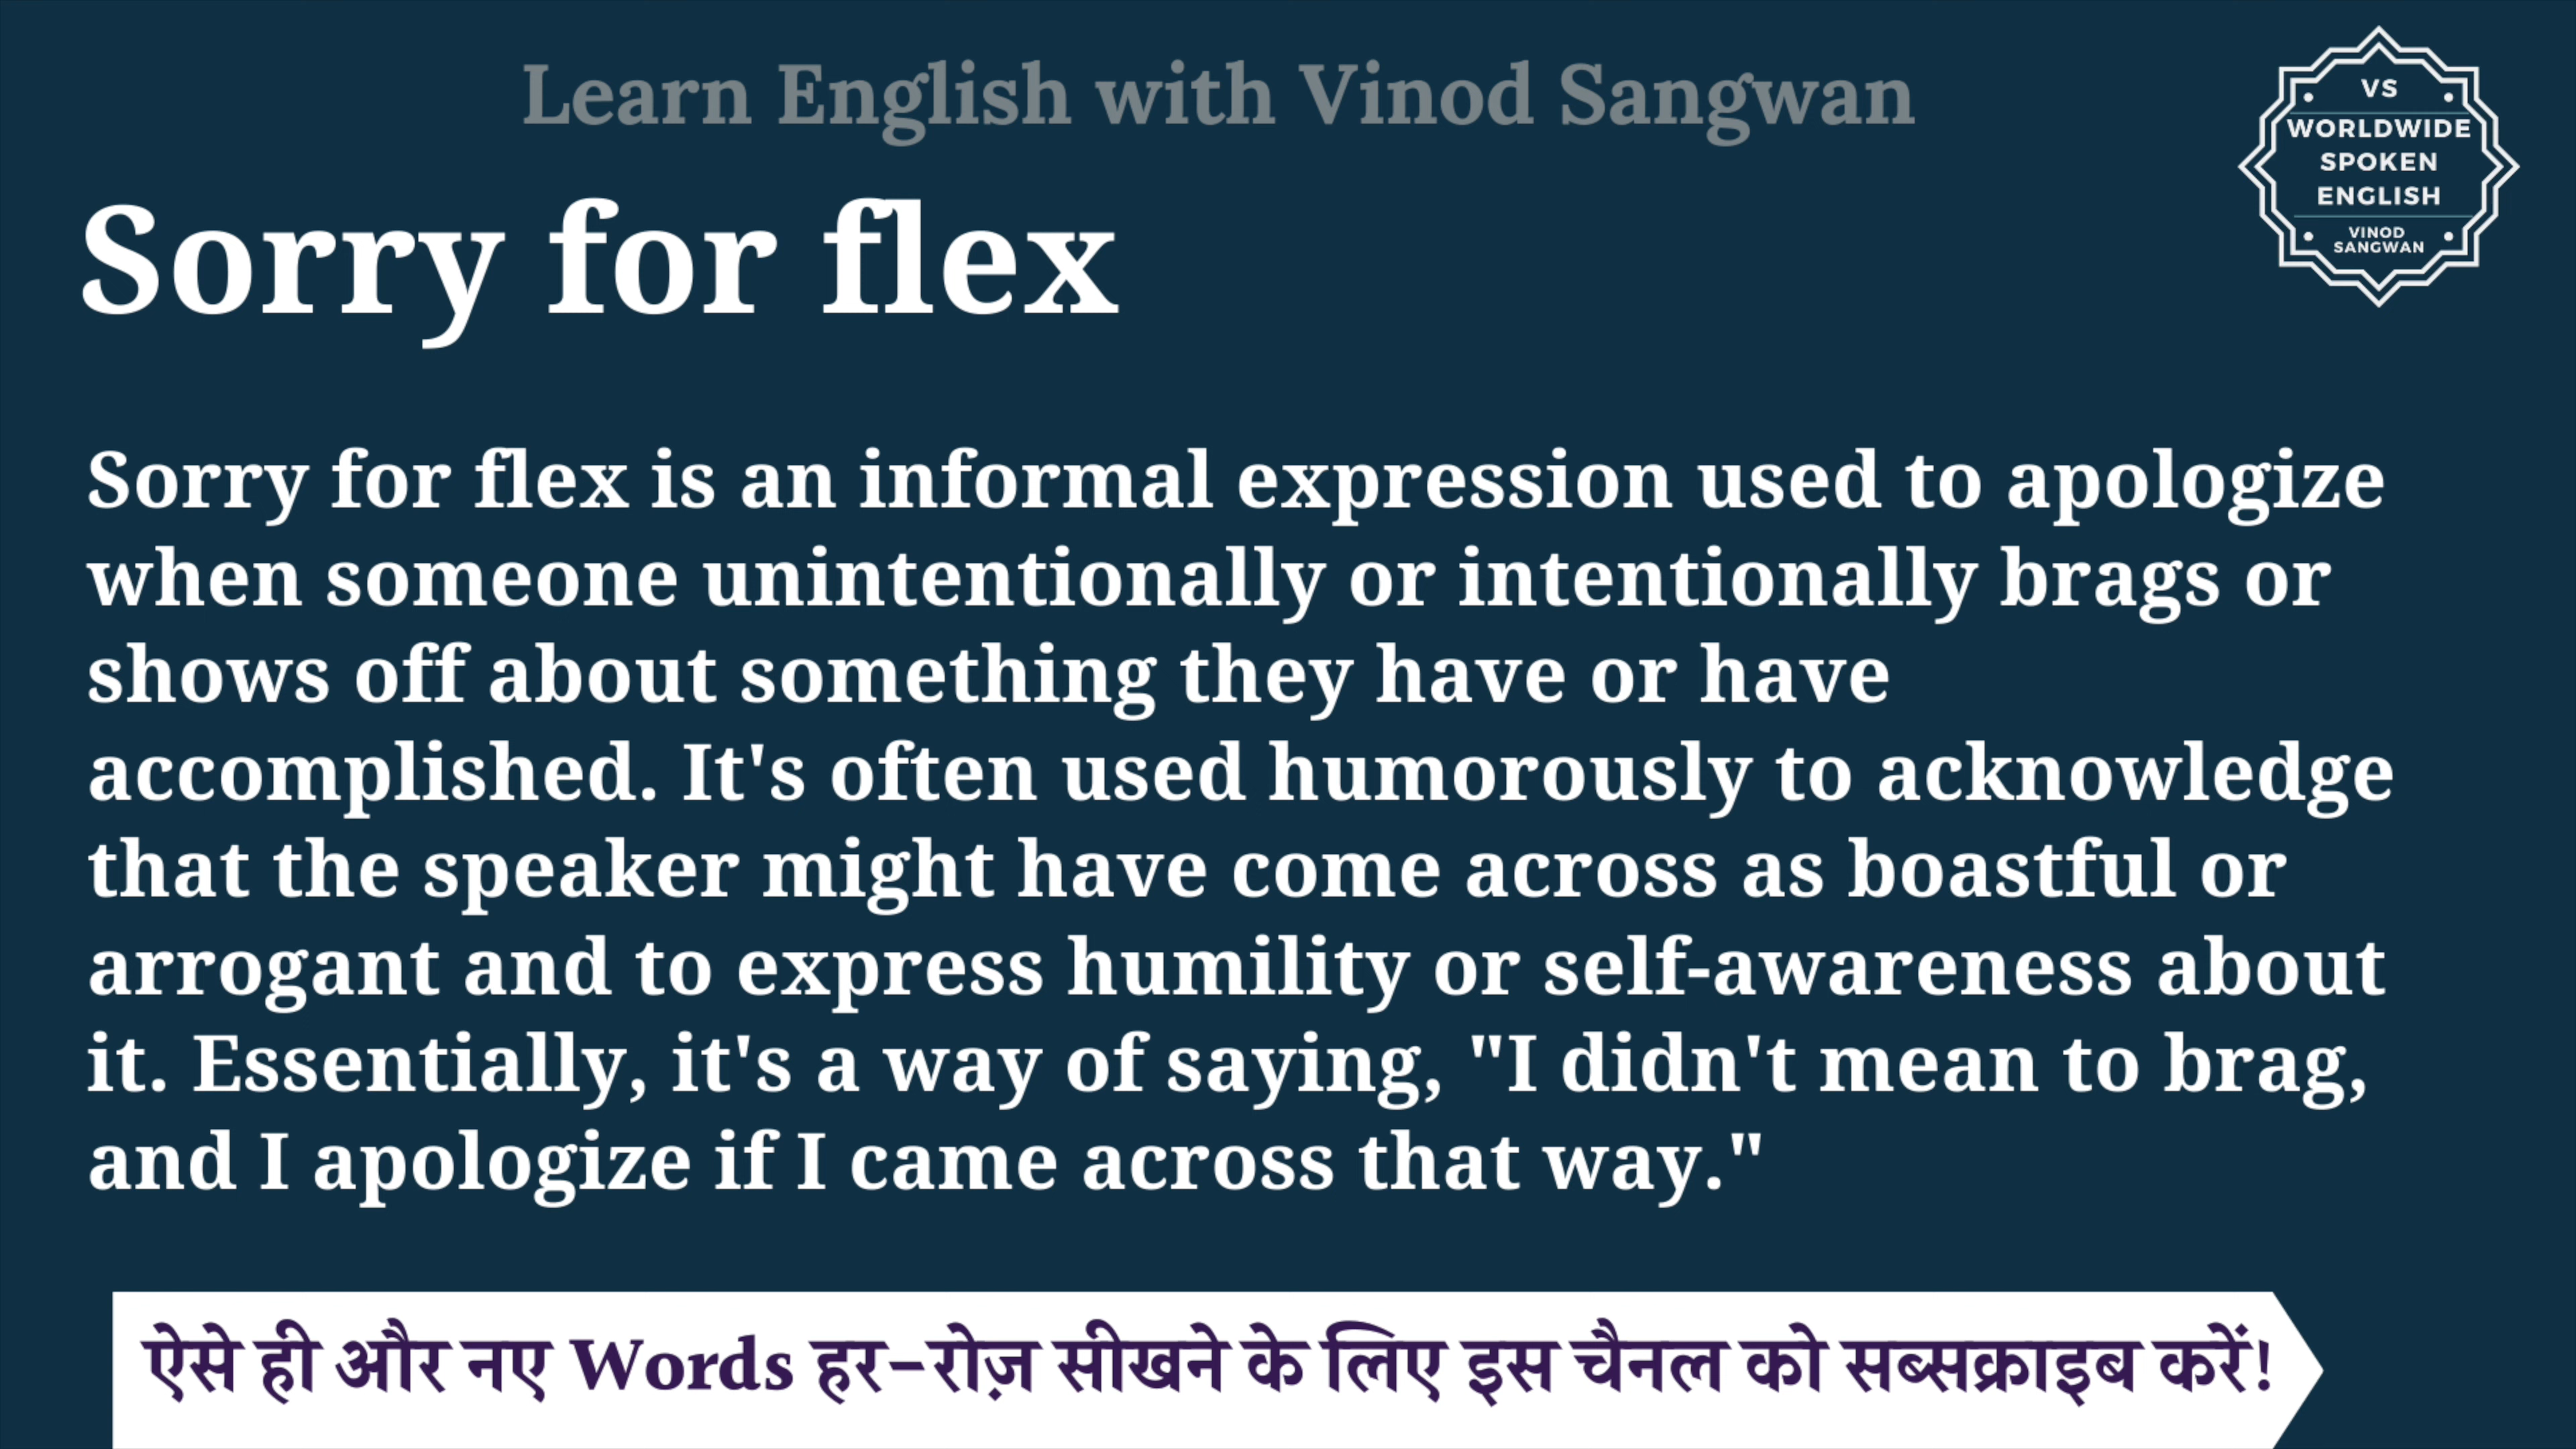 Learn English with Vinod Sangwan
VS
WORLDWIDE
SPOKEN
ENGLISH
VINOD
SANGWAN
Sorry for flex
Sorry for flex is an informal expression used to apologize
when someone unintentionally or intentionally brags or
shows off about something they have or have
accomplished. It's often used humorously to acknowledge
that the speaker might have come across as boastful or
arrogant and to express humility or self-awareness about
it. Essentially, it's a way of saying, "I didn't mean to brag,
and I apologize if I came across that way."
ऐसे ही और नए Words हर-रोज़ सीखने के लिए इस चैनल को सब्सक्राइब करें!